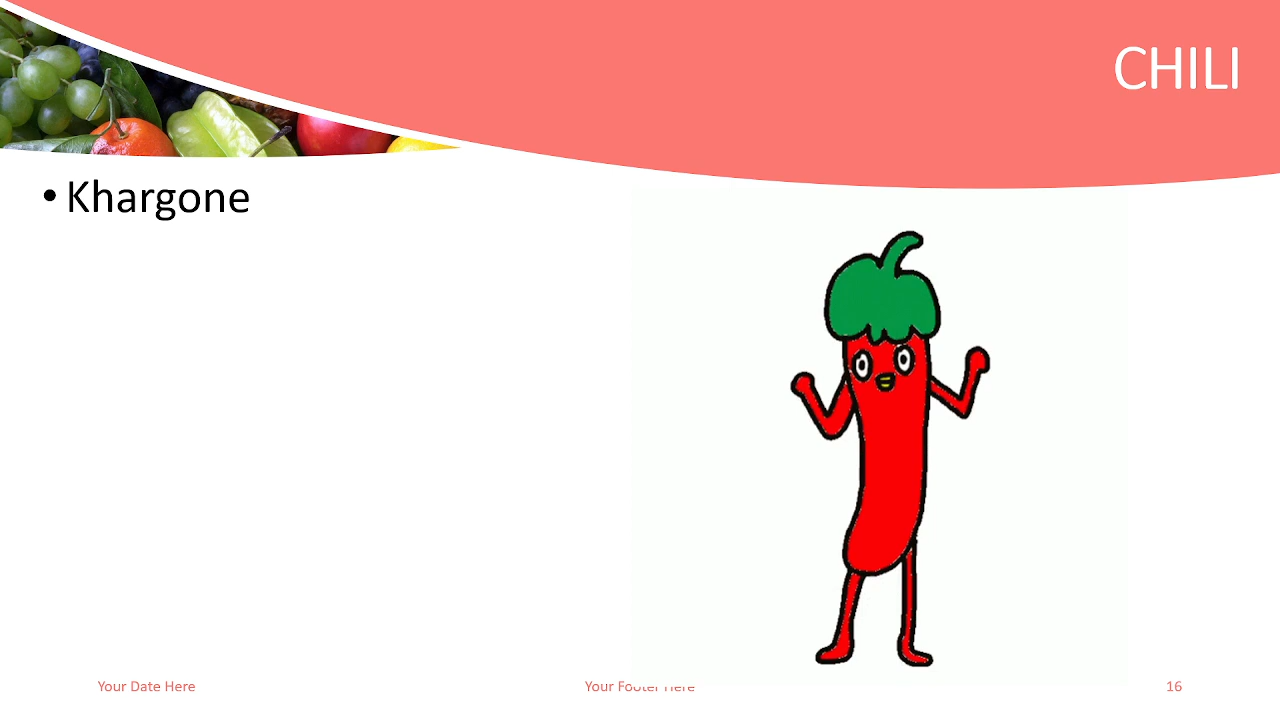 CHILI
• Khargone
Your Date Here
Your Footer Here
16